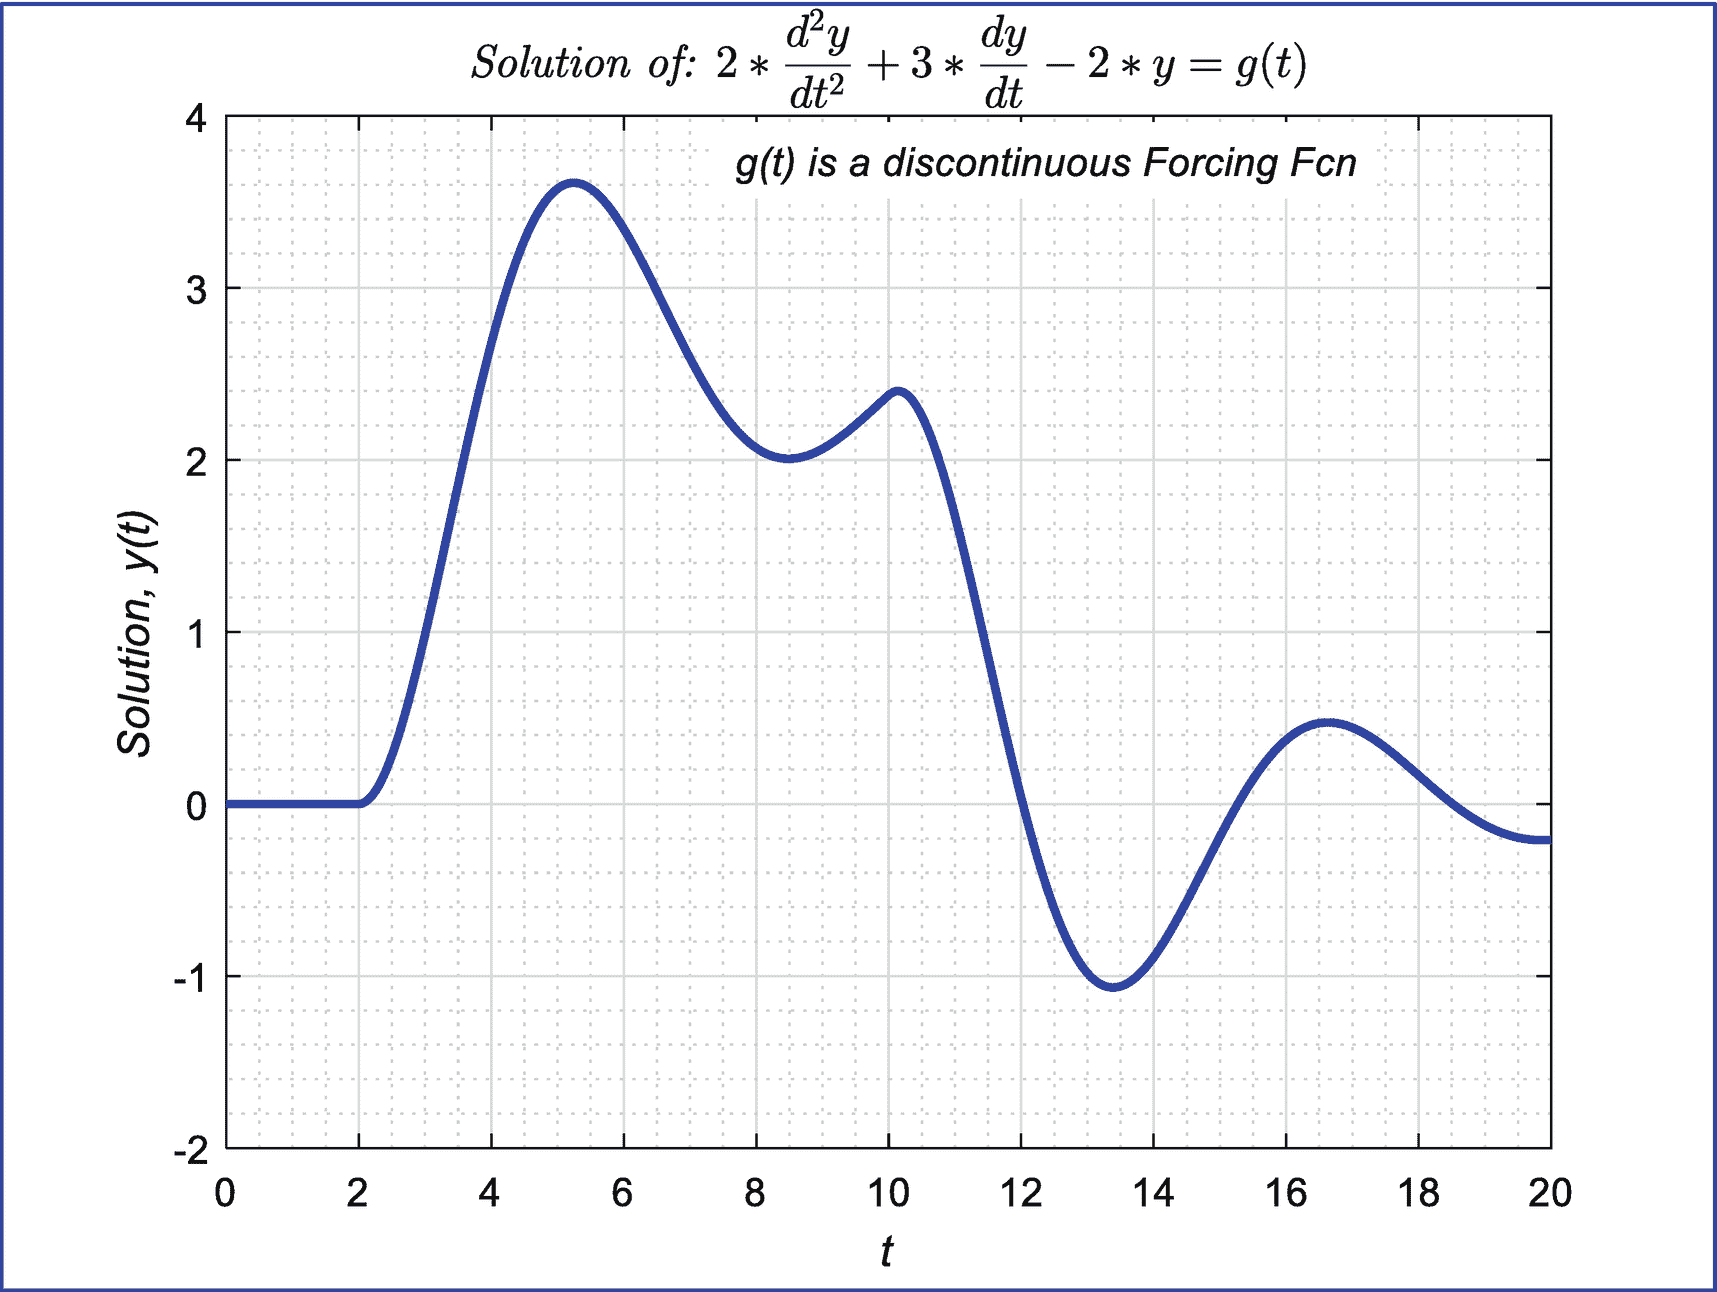 Solution of: 2 * d²y/dt² + 3 * dy/dt − 2 * y = g(t)
g(t) is a discontinuous Forcing Fcn
4
3
2
1
0
-1
-2
Solution, y(t)
0 2 4 6 8 10 12 14 16 18 20
t